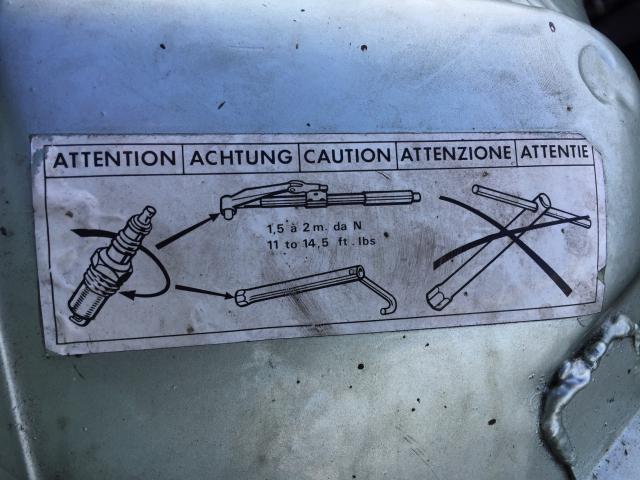 ATTENTION ACHTUNG CAUTION ATTENZIONE ATTENTIE
1,5 à 2 m. da N
11 to 14,5 ft. lbs